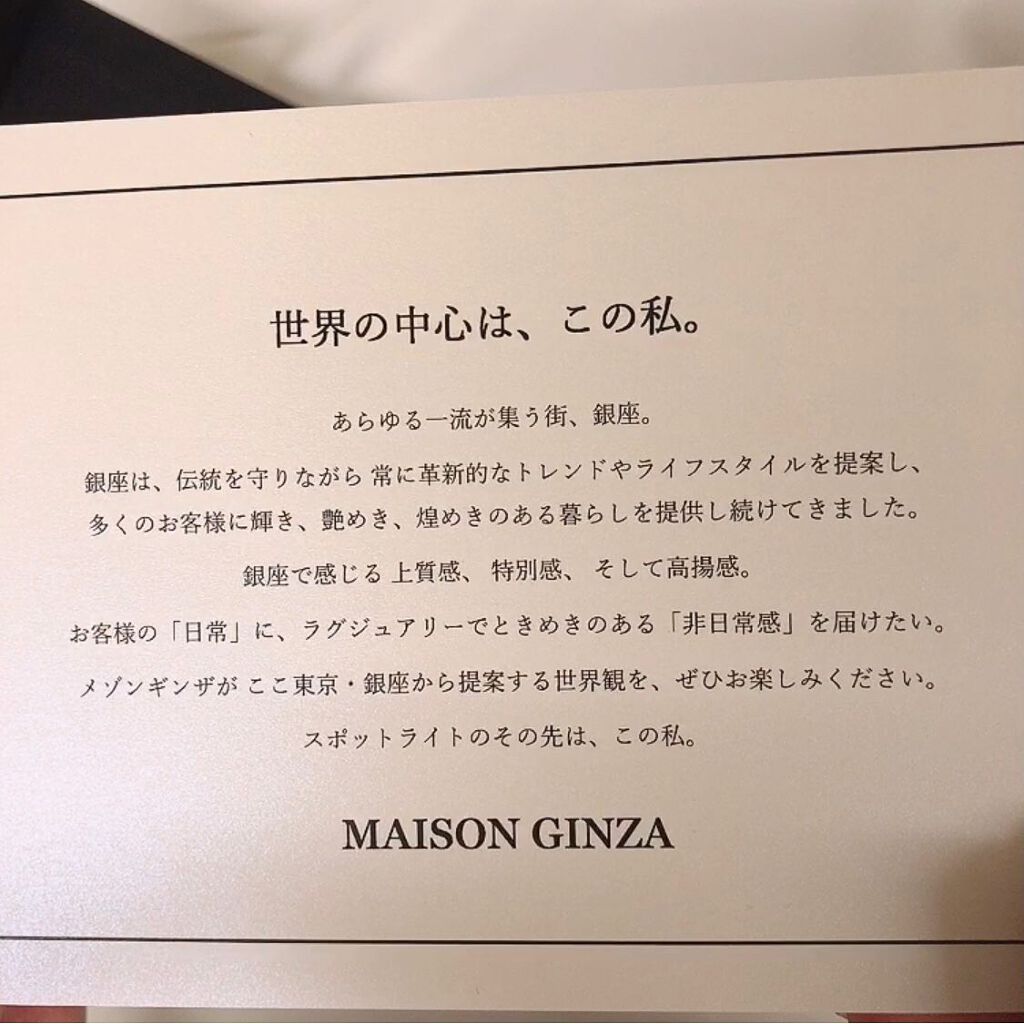 世界の中心は、この私。
あらゆる一流が集う街、銀座。
銀座は、伝統を守りながら 常に革新的なトレンドやライフスタイルを提案し、
多くのお客様に輝き、艶めき、煌めきのある暮らしを提供し続けてきました。
銀座で感じる 上質感、 特別感、 そして高揚感。
お客様の「日常」に、ラグジュアリーでときめきのある「非日常感」を届けたい。
メゾンギンザが ここ東京・銀座から提案する世界観を、ぜひお楽しみください。
スポットライトのその先は、この私。
MAISON GINZA